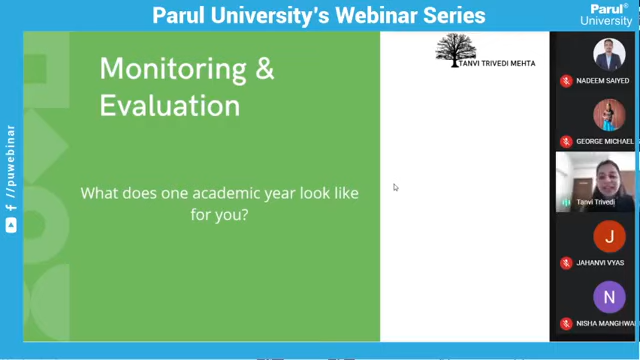 Parul University's Webinar Series
Parul®
University
Monitoring &
Evaluation
What does one academic year look like
for you?
TANVI TRIVEDI MEHTA
NADEEM SAIYED
GEORGE MICHAEL
Tanvi Trivedi
J
JAHANVI VYAS
N
NISHA MANGHWA
//puwebinar